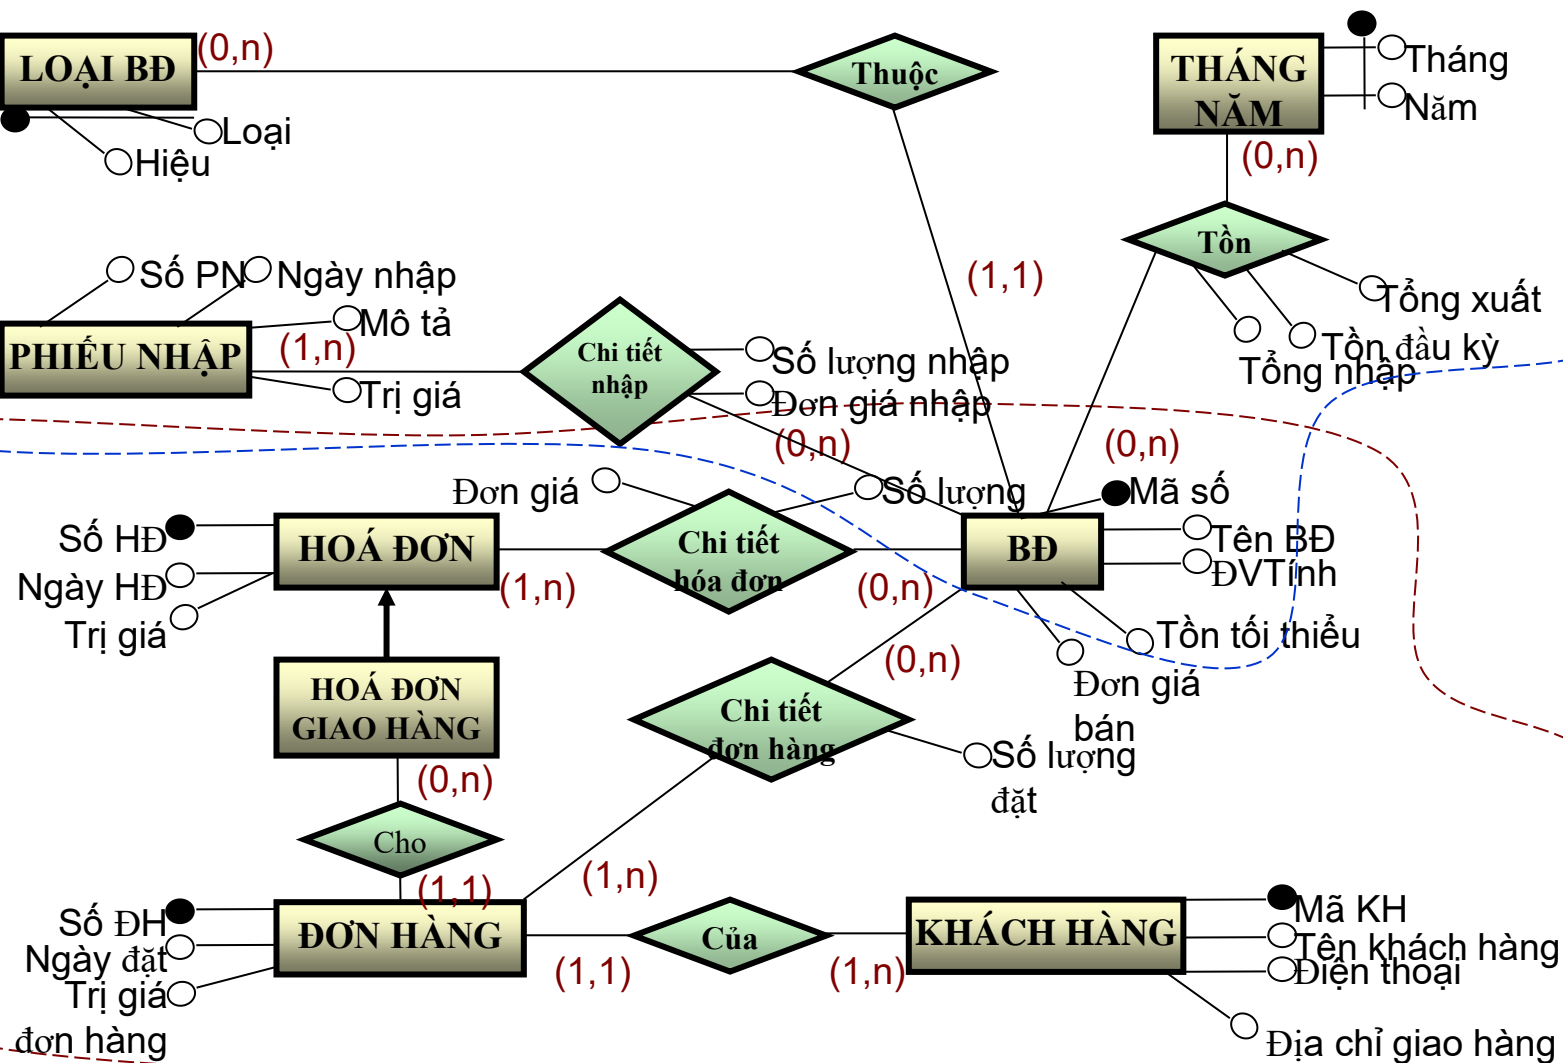 (0,n)
LOẠI BĐ
Thuộc
THÁNG
NĂM
Tháng
Năm
Loại
Hiệu
(0,n)
Tồn
(1,1)
Số PN
Ngày nhập
Mô tả
Tổng xuất
Tồn đầu kỳ
Tổng nhập
PHIẾU NHẬP
(1,n)
Trị giá
Chi tiết
nhập
Số lượng nhập
Đơn giá nhập
(0,n)
(0,n)
Đơn giá
Số lượng
Mã số
Số HĐ
Ngày HĐ
Trị giá
HOÁ ĐƠN
(1,n)
Chi tiết
hóa đơn
(0,n)
BĐ
Tên BĐ
ĐVTính
Tồn tối thiểu
Đơn giá
bán
(0,n)
HOÁ ĐƠN
GIAO HÀNG
Chi tiết
đơn hàng
Số lượng
đặt
(0,n)
Cho
(1,1)
(1,n)
Số ĐH
Ngày đặt
Trị giá
đơn hàng
ĐƠN HÀNG
(1,1)
Của
(1,n)
KHÁCH HÀNG
Mã KH
Tên khách hàng
Điện thoại
Địa chỉ giao hàng